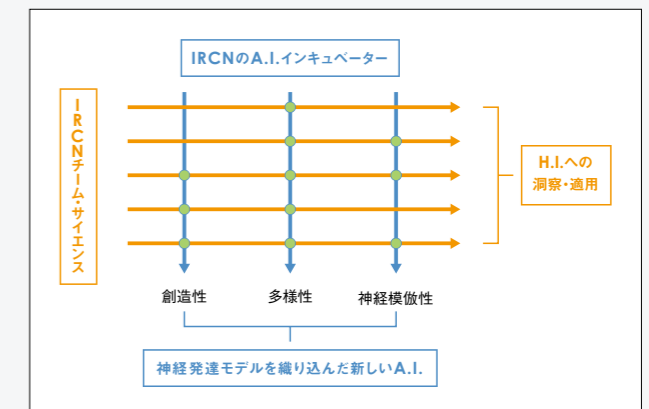 IRCNのA.I.インキュベーター
IRCNチーム・サイエンス
H.I.への
洞察・適用
創造性
多様性
神経模倣性
神経発達モデルを織り込んだ新しいA.I.